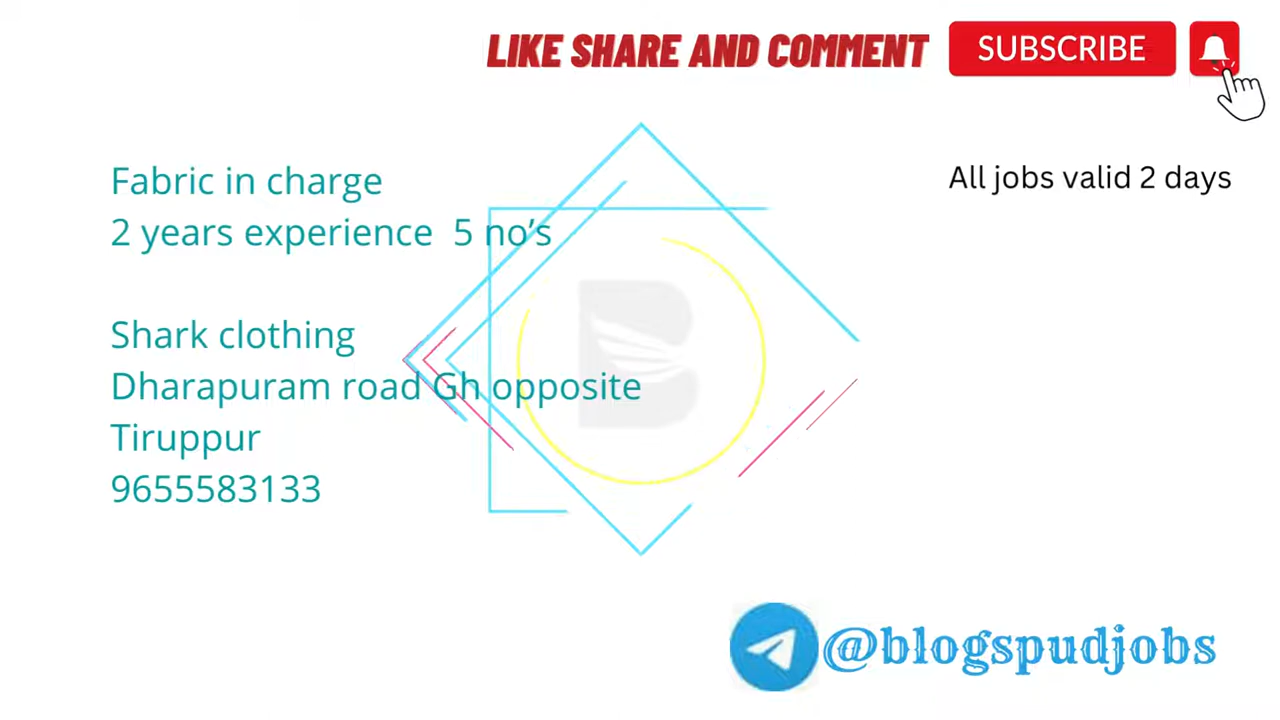 LIKE SHARE AND COMMENT SUBSCRIBE
All jobs valid 2 days
Fabric in charge
2 years experience 5 no's
Shark clothing
Dharapuram road Gh opposite
Tiruppur
9655583133
@blogspudjobs